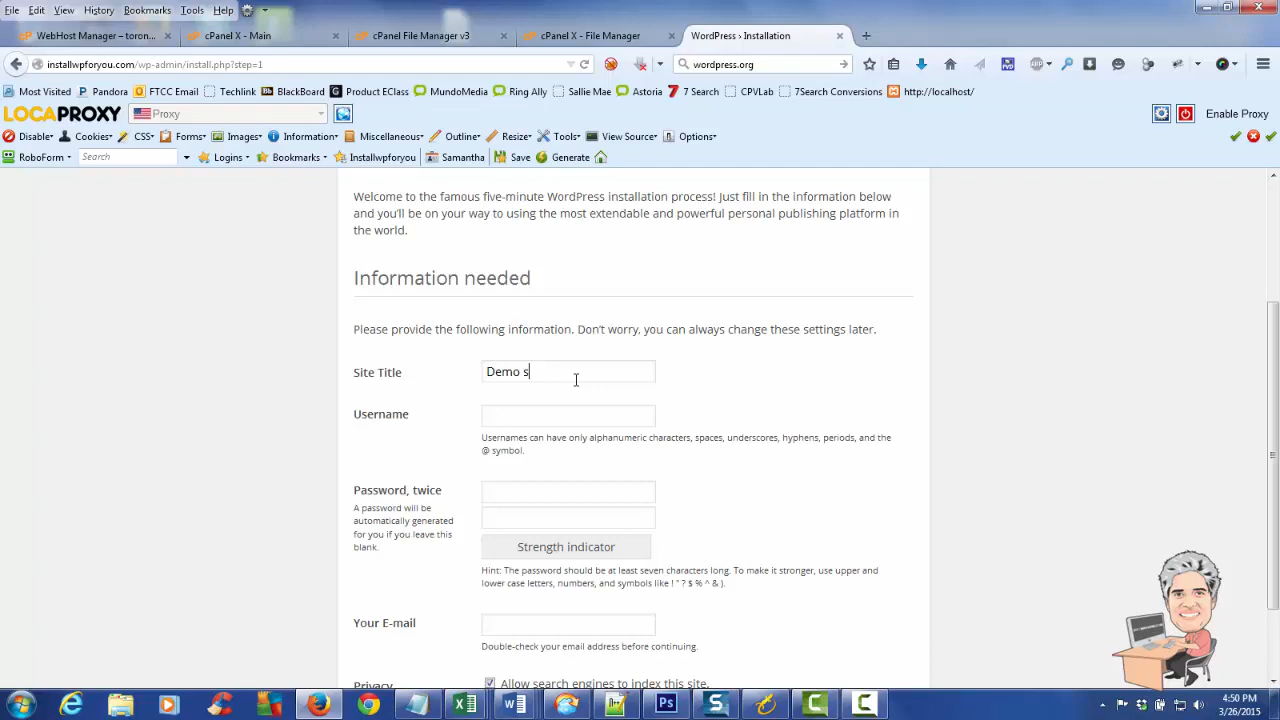 File Edit View History Bookmarks Tools Help
WebHost Manager – toron... × cPanel X - Main × cPanel File Manager v3 × cPanel X - File Manager × WordPress › Installation ×
installwpforyou.com/wp-admin/install.php?step=1
wordpress.org
Most Visited Pandora FTCC Email Techlink BlackBoard Product EClass MundoMedia Ring Ally Sallie Mae Astoria 7 Search CPVLab 7Search Conversions http://localhost/
LOCAPROXY Proxy Enable Proxy
Disable Cookies CSS Forms Images Information Miscellaneous Outline Resize Tools View Source Options
RoboForm Search Logins Bookmarks Installwpforyou Samantha Save Generate
Welcome to the famous five-minute WordPress installation process! Just fill in the information below
and you'll be on your way to using the most extendable and powerful personal publishing platform in
the world.
Information needed
Please provide the following information. Don't worry, you can always change these settings later.
Site Title Demo s
Username
Usernames can have only alphanumeric characters, spaces, underscores, hyphens, periods, and the
@ symbol.
Password, twice
A password will be
automatically generated
for you if you leave this
blank.
Strength indicator
Hint: The password should be at least seven characters long. To make it stronger, use upper and
lower case letters, numbers, and symbols like ! " ? $ % ^ & ).
Your E-mail
Double-check your email address before continuing.
Privacy Allow search engines to index this site.
4:50 PM
3/26/2015